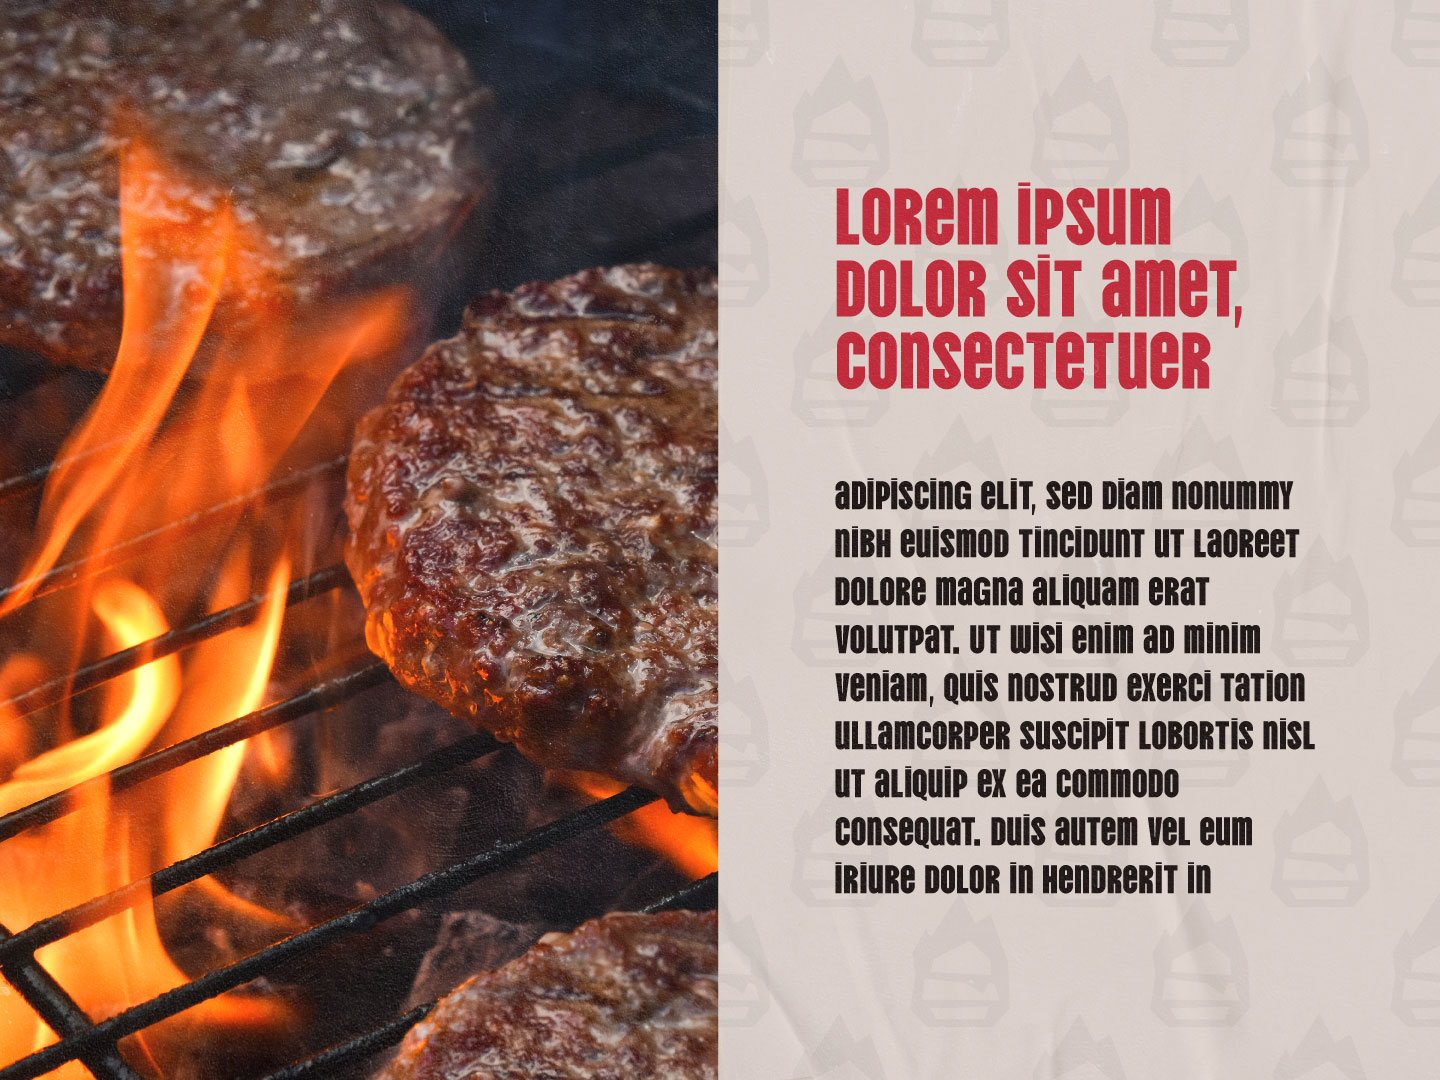 Lorem ipsum
dolor sit amet,
consectetuer
adipiscing elit, sed diam nonummy
nibh euismod tincidunt ut laoreet
dolore magna aliquam erat
volutpat. Ut wisi enim ad minim
veniam, quis nostrud exerci tation
ullamcorper suscipit lobortis nisl
ut aliquip ex ea commodo
consequat. Duis autem vel eum
iriure dolor in hendrerit in